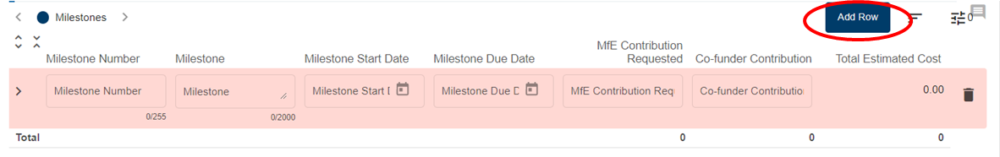 Milestones
Add Row
0
Milestone Number Milestone Milestone Start Date Milestone Due Date MfE Contribution Requested Co-funder Contribution Total Estimated Cost
Milestone Number Milestone Milestone Start D Milestone Due D MfE Contribution Requ Co-funder Contribution 0.00
0/255 0/2000
Total 0 0 0